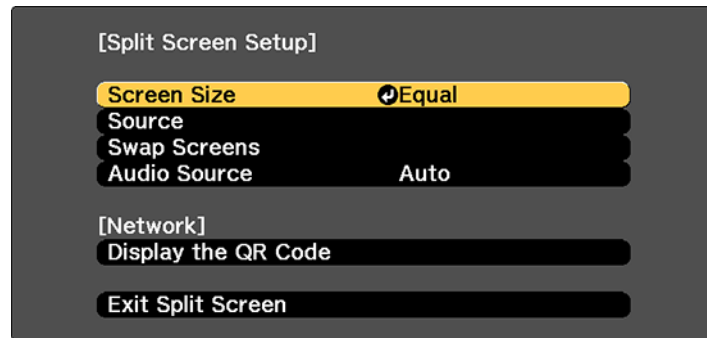 [Split Screen Setup]
Screen Size Equal
Source
Swap Screens
Audio Source Auto
[Network]
Display the QR Code
Exit Split Screen